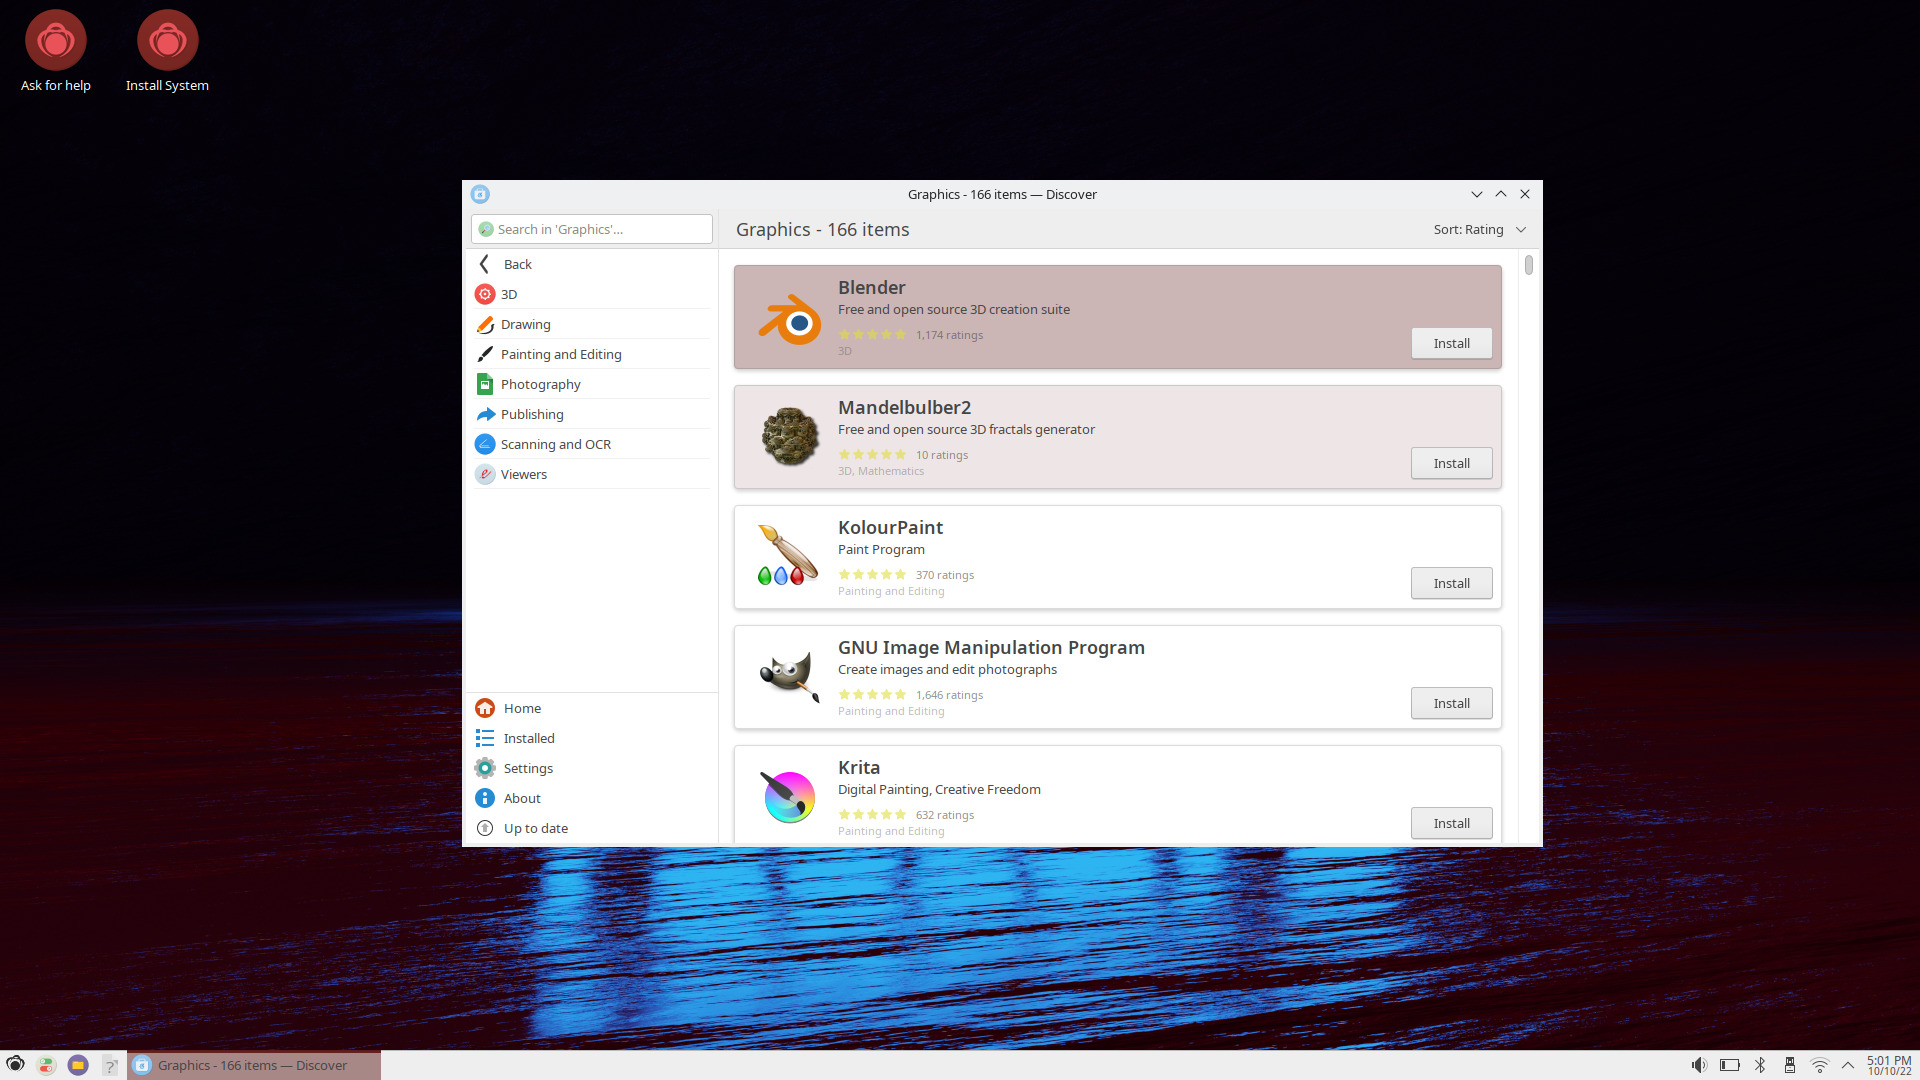 Ask for help
Install System
Graphics - 166 items — Discover
Search in 'Graphics'...
Graphics - 166 items
Sort: Rating
Back
3D
Drawing
Painting and Editing
Photography
Publishing
Scanning and OCR
Viewers
Home
Installed
Settings
About
Up to date
Blender
Free and open source 3D creation suite
1,174 ratings
3D
Install
Mandelbulber2
Free and open source 3D fractals generator
10 ratings
3D, Mathematics
Install
KolourPaint
Paint Program
370 ratings
Painting and Editing
Install
GNU Image Manipulation Program
Create images and edit photographs
1,646 ratings
Painting and Editing
Install
Krita
Digital Painting, Creative Freedom
632 ratings
Painting and Editing
Install
Graphics - 166 items — Discover
5:01 PM
10/10/22